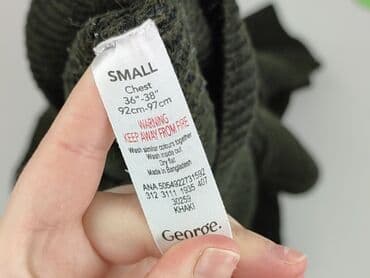 SMALL
Chest
36"-38"
92cm-97cm
WARNING
KEEP AWAY FROM FIRE
Wash similar colours together
Wash inside out
Dry flat
Made in Bangladesh
ANA 5054922731592
312 3111 1935 407
30259
KHAKI
George.